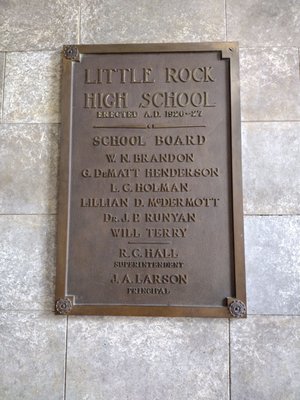 LITTLE ROCK
HIGH SCHOOL
ERECTED A.D. 1926-27
SCHOOL BOARD
W. N. BRANDON
G. DEMATT HENDERSON
L. C. HOLMAN
LILLIAN D. MCDERMOTT
DR. J. P. RUNYAN
WILL TERRY
R. C. HALL
SUPERINTENDENT
J. A. LARSON
PRINCIPAL